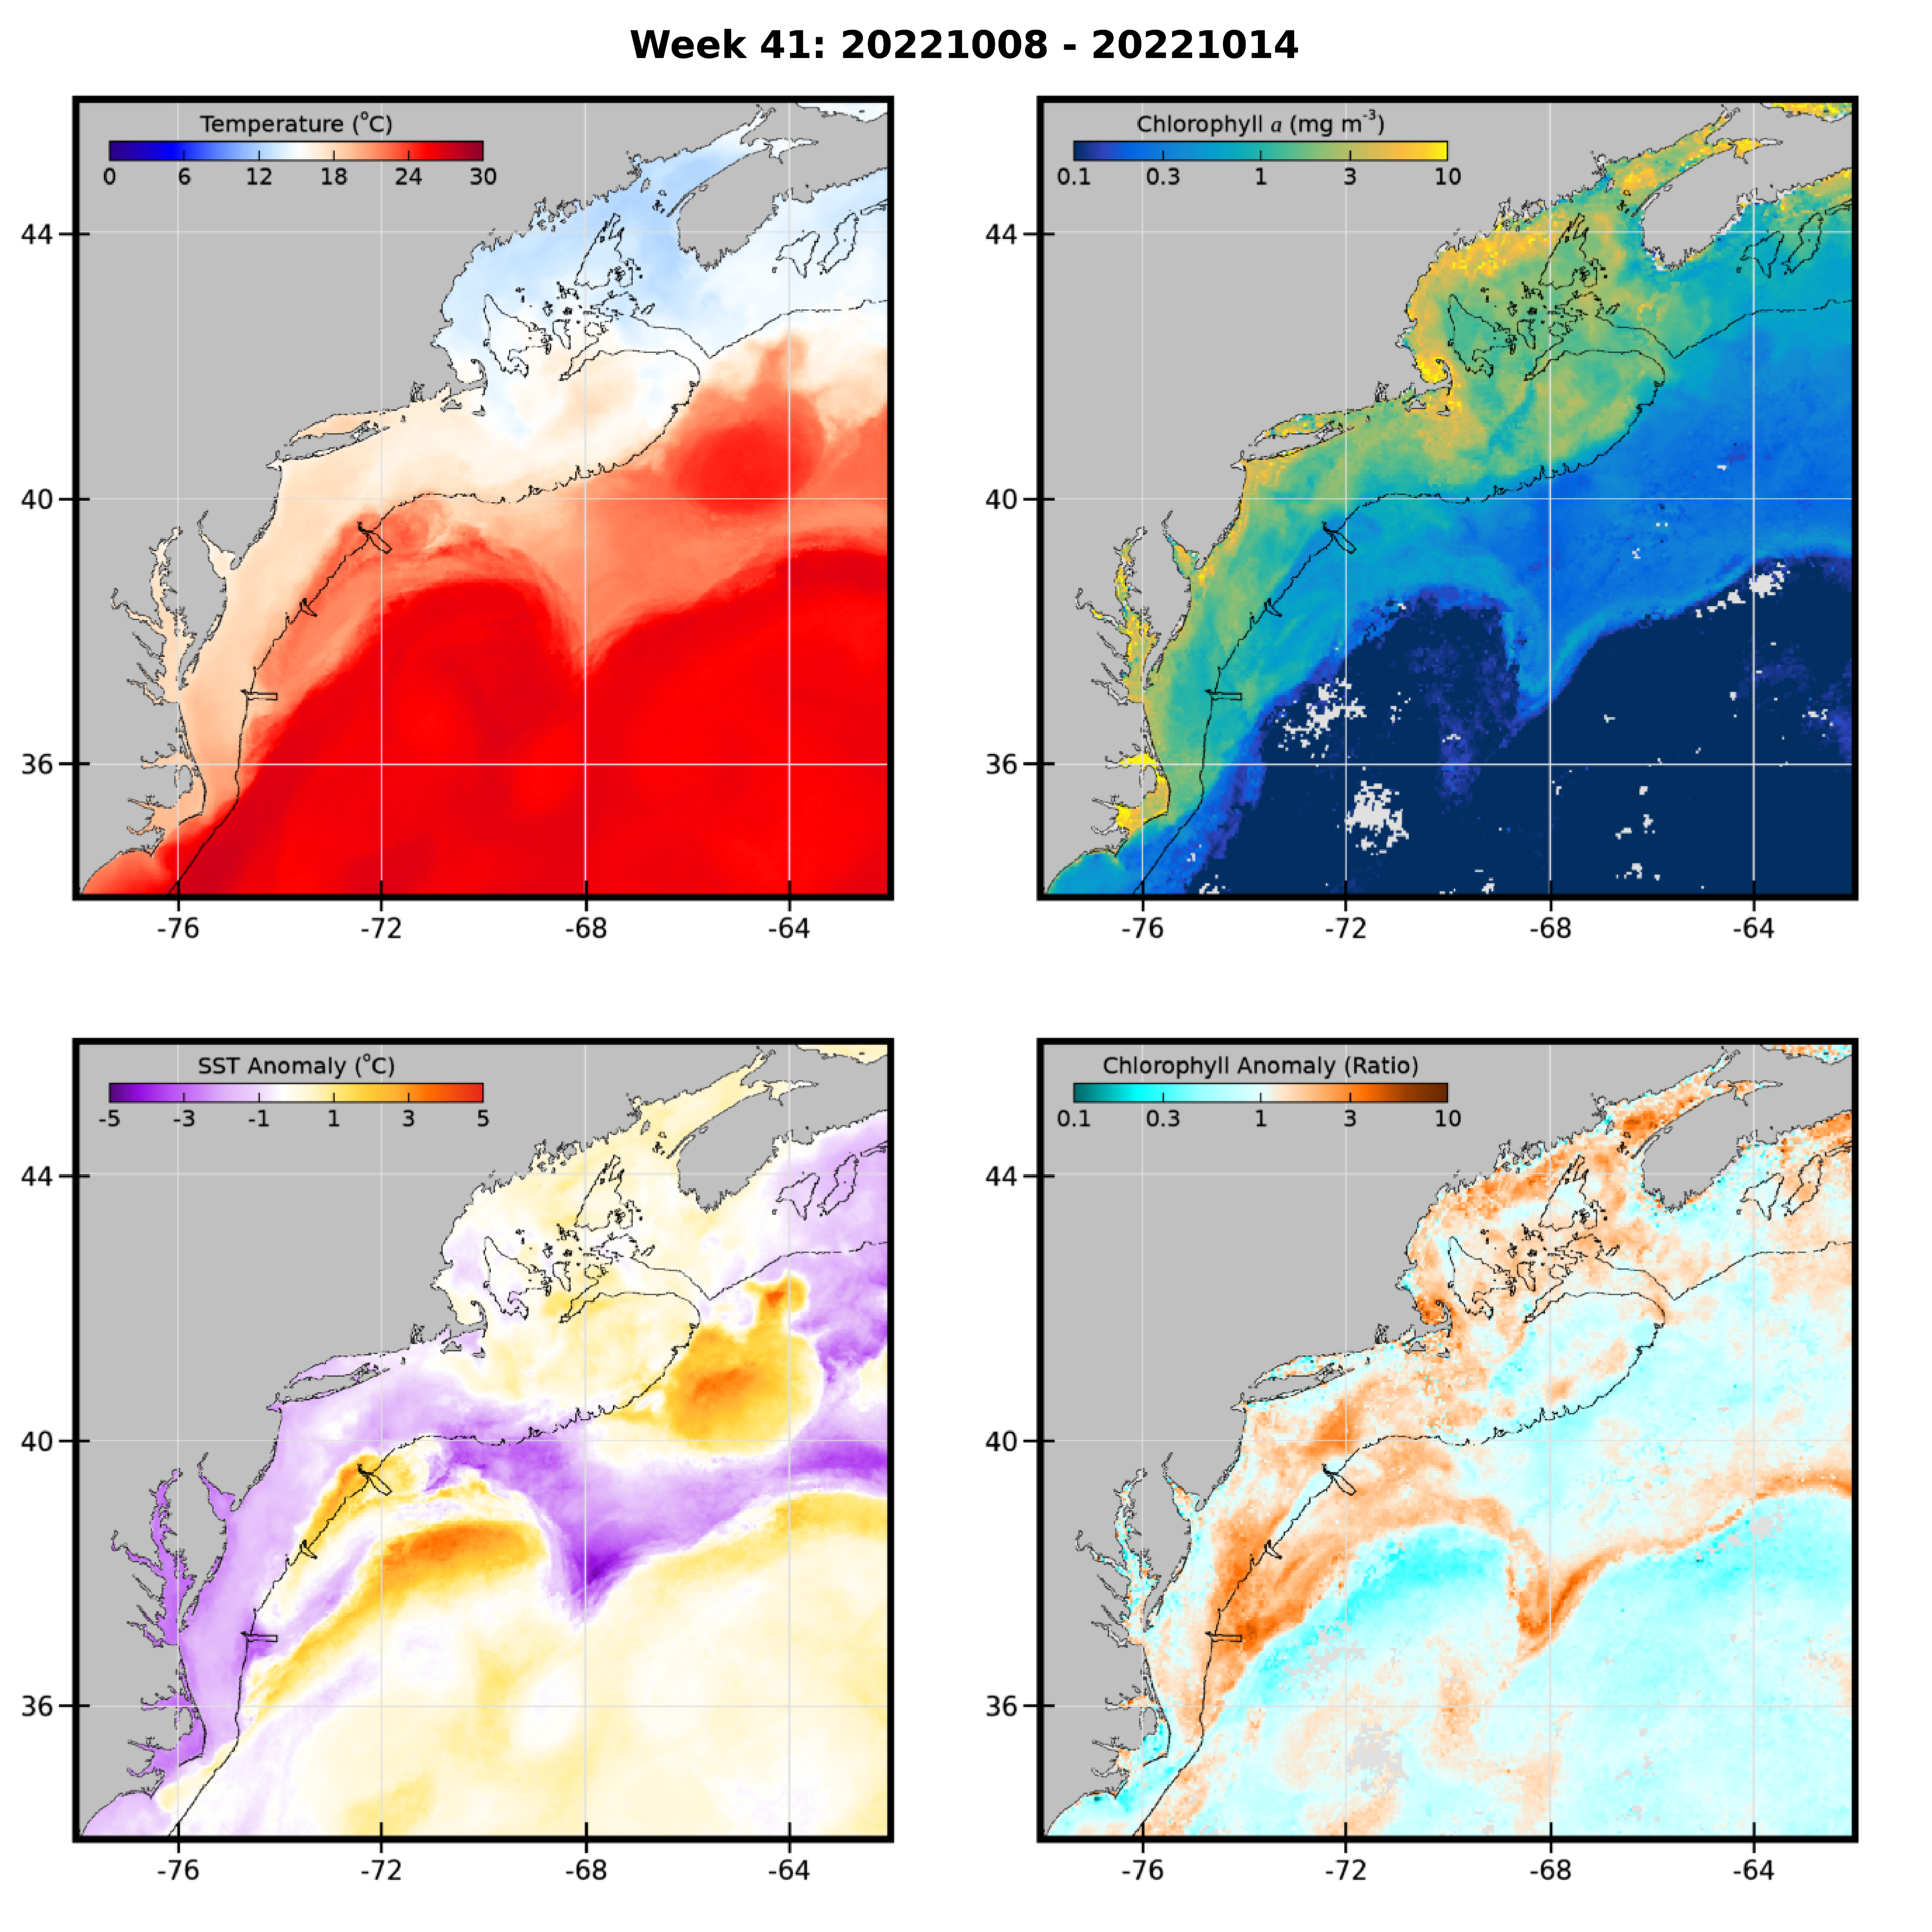 Week 41: 20221008 - 20221014
Temperature (°C)
0 6 12 18 24 30
44
40
36
-76 -72 -68 -64
Chlorophyll a (mg m⁻³)
0.1 0.3 1 3 10
44
40
36
-76 -72 -68 -64
SST Anomaly (°C)
-5 -3 -1 1 3 5
44
40
36
-76 -72 -68 -64
Chlorophyll Anomaly (Ratio)
0.1 0.3 1 3 10
44
40
36
-76 -72 -68 -64